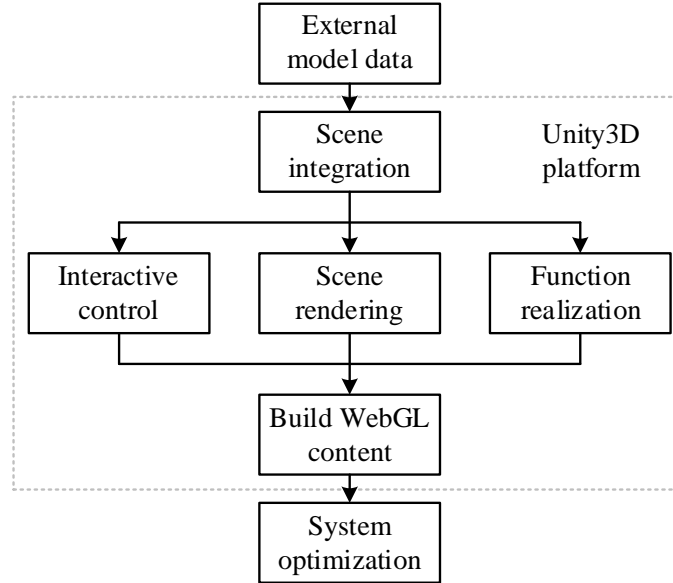 External
model data
Scene
integration
Unity3D
platform
Interactive
control
Scene
rendering
Function
realization
Build WebGL
content
System
optimization